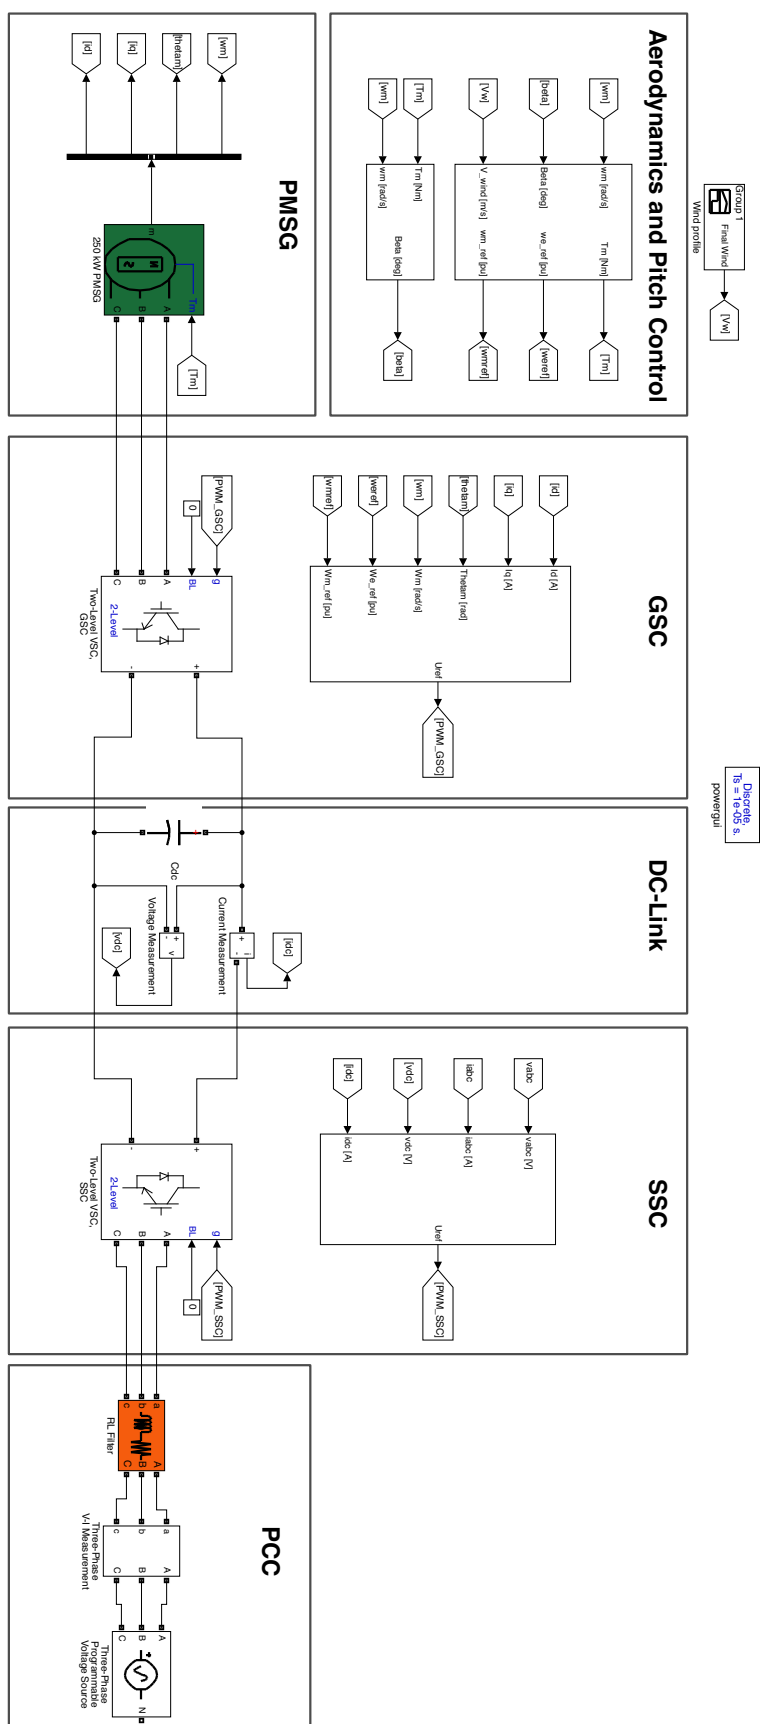 Group 1
Final Wind
Wind profile
[Vw]
Discrete,
Ts = 1e-05 s.
powergui
Aerodynamics and Pitch Control
[wm]
[beta]
[Vw]
wm [rad/s]
Beta [deg]
V_wind [m/s]
Tm [Nm]
we_ref [pu]
wm_ref [pu]
[Tm]
[weref]
[wmref]
[Tm]
[wm]
Tm [Nm]
wm [rad/s]
Beta [deg]
[beta]
PMSG
[wm]
[thetam]
[iq]
[id]
m
Tm
A
B
C
250 kW PMSG
[Tm]
GSC
[id]
[iq]
[thetam]
[wm]
[weref]
[wmref]
Id [A]
Iq [A]
Thetam [rad]
Wm [rad/s]
We_ref [pu]
Wm_ref [pu]
Uref
[PWM_GSC]
[PWM_GSC]
0
g
BL
A
B
C
2-Level
+
-
Two-Level VSC,
GSC
DC-Link
Cdc
+
[idc]
+
i
-
Current Measurement
+
-
v
Voltage Measurement
[vdc]
SSC
vabc
iabc
[vdc]
[idc]
vabc [V]
iabc [A]
vdc [V]
idc [A]
Uref
[PWM_SSC]
+
-
2-Level
g
BL
A
B
C
Two-Level VSC,
SSC
[PWM_SSC]
0
PCC
a
b
c
A
B
C
RL Filter
a
b
c
A
B
C
Three-Phase
V-I Measurement
A
B
C
+
N
Three-Phase
Programmable
Voltage Source